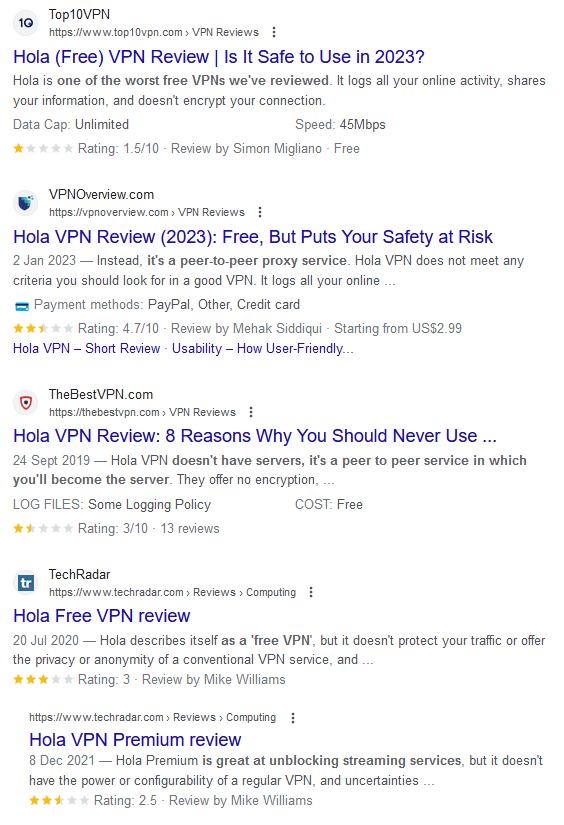 Top10VPN
https://www.top10vpn.com › VPN Reviews
Hola (Free) VPN Review | Is It Safe to Use in 2023?
Hola is one of the worst free VPNs we've reviewed. It logs all your online activity, shares
your information, and doesn't encrypt your connection.
Data Cap: Unlimited Speed: 45Mbps
Rating: 1.5/10 · Review by Simon Migliano · Free
VPNOverview.com
https://vpnoverview.com › VPN Reviews
Hola VPN Review (2023): Free, But Puts Your Safety at Risk
2 Jan 2023 — Instead, it's a peer-to-peer proxy service. Hola VPN does not meet any
criteria you should look for in a good VPN. It logs all your online ...
Payment methods: PayPal, Other, Credit card
Rating: 4.7/10 · Review by Mehak Siddiqui · Starting from US$2.99
Hola VPN – Short Review · Usability – How User-Friendly...
TheBestVPN.com
https://thebestvpn.com › VPN Reviews
Hola VPN Review: 8 Reasons Why You Should Never Use ...
24 Sept 2019 — Hola VPN doesn't have servers, it's a peer to peer service in which
you'll become the server. They offer no encryption, ...
LOG FILES: Some Logging Policy COST: Free
Rating: 3/10 · 13 reviews
tr
TechRadar
https://www.techradar.com › Reviews › Computing
Hola Free VPN review
20 Jul 2020 — Hola describes itself as a 'free VPN', but it doesn't protect your traffic or offer
the privacy or anonymity of a conventional VPN service, and ...
Rating: 3 · Review by Mike Williams
https://www.techradar.com › Reviews › Computing
Hola VPN Premium review
8 Dec 2021 — Hola Premium is great at unblocking streaming services, but it doesn't
have the power or configurability of a regular VPN, and uncertainties ...
Rating: 2.5 · Review by Mike Williams